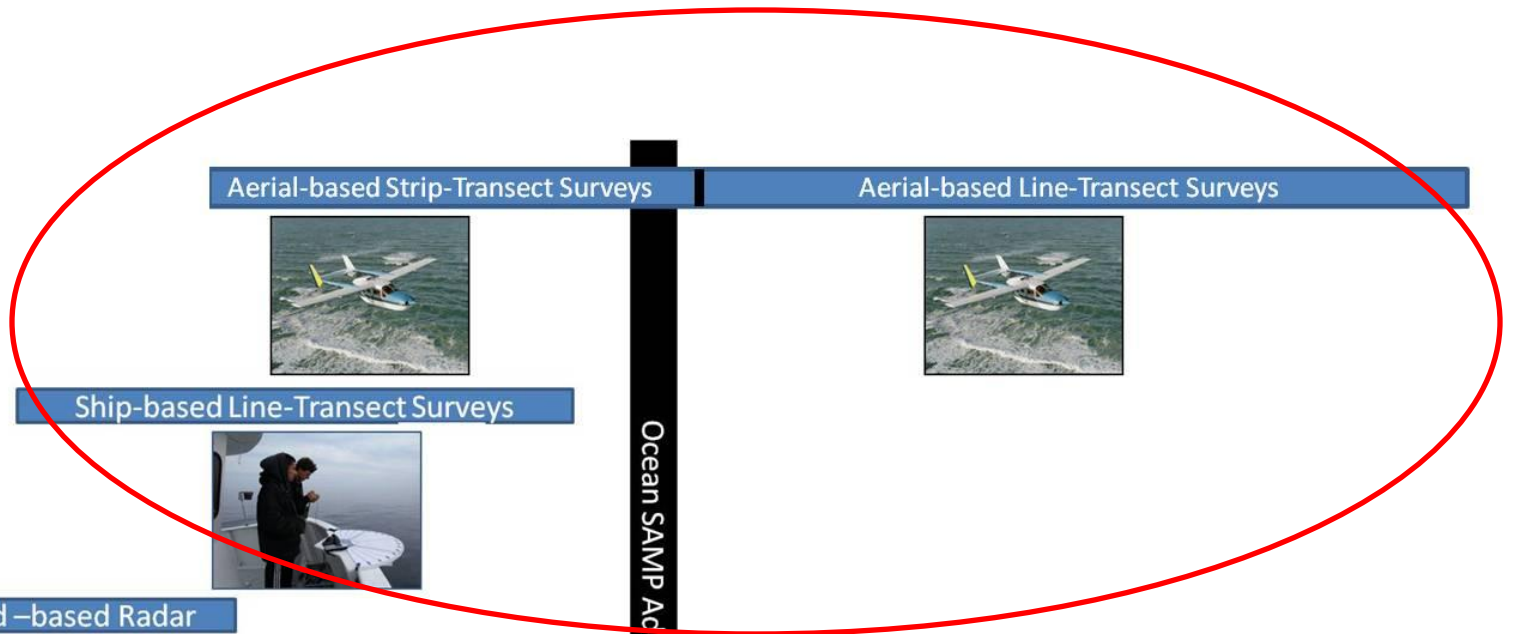 Aerial-based Strip-Transect Surveys
Aerial-based Line-Transect Surveys
Ship-based Line-Transect Surveys
Ocean SAMP Ad
d –based Radar